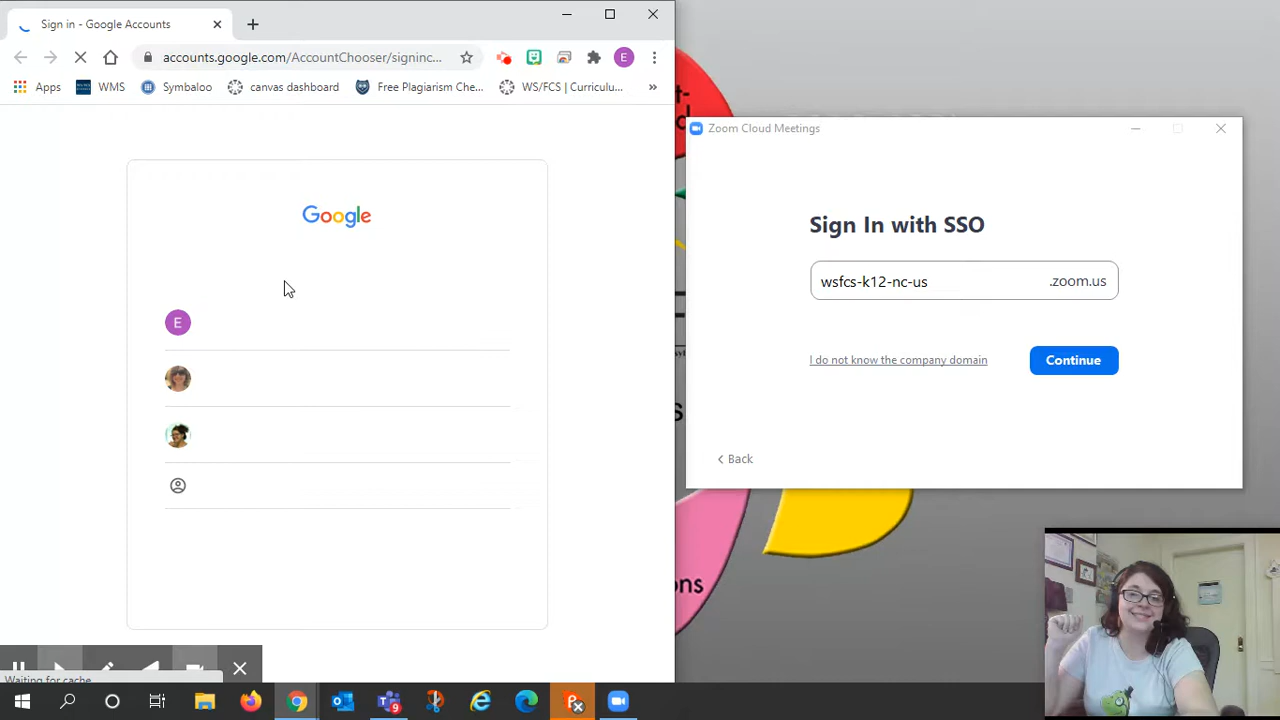 Sign in - Google Accounts
accounts.google.com/AccountChooser/signinc...
E
Apps
WMS
Symbaloo
canvas dashboard
Free Plagiarism Che...
WS/FCS | Curriculu...
»
Google
E
Waiting for cache...
Zoom Cloud Meetings
Sign In with SSO
wsfcs-k12-nc-us
.zoom.us
I do not know the company domain
Continue
Back
9